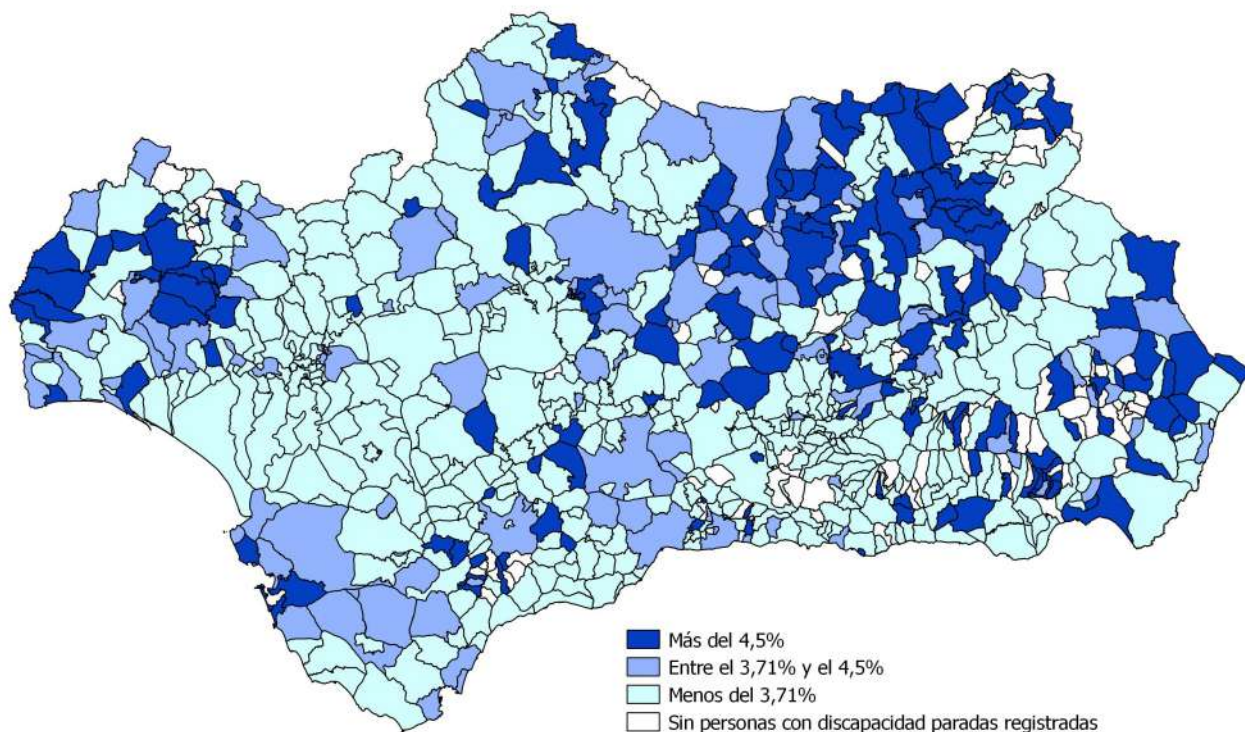 Más del 4,5%
Entre el 3,71% y el 4,5%
Menos del 3,71%
Sin personas con discapacidad paradas registradas